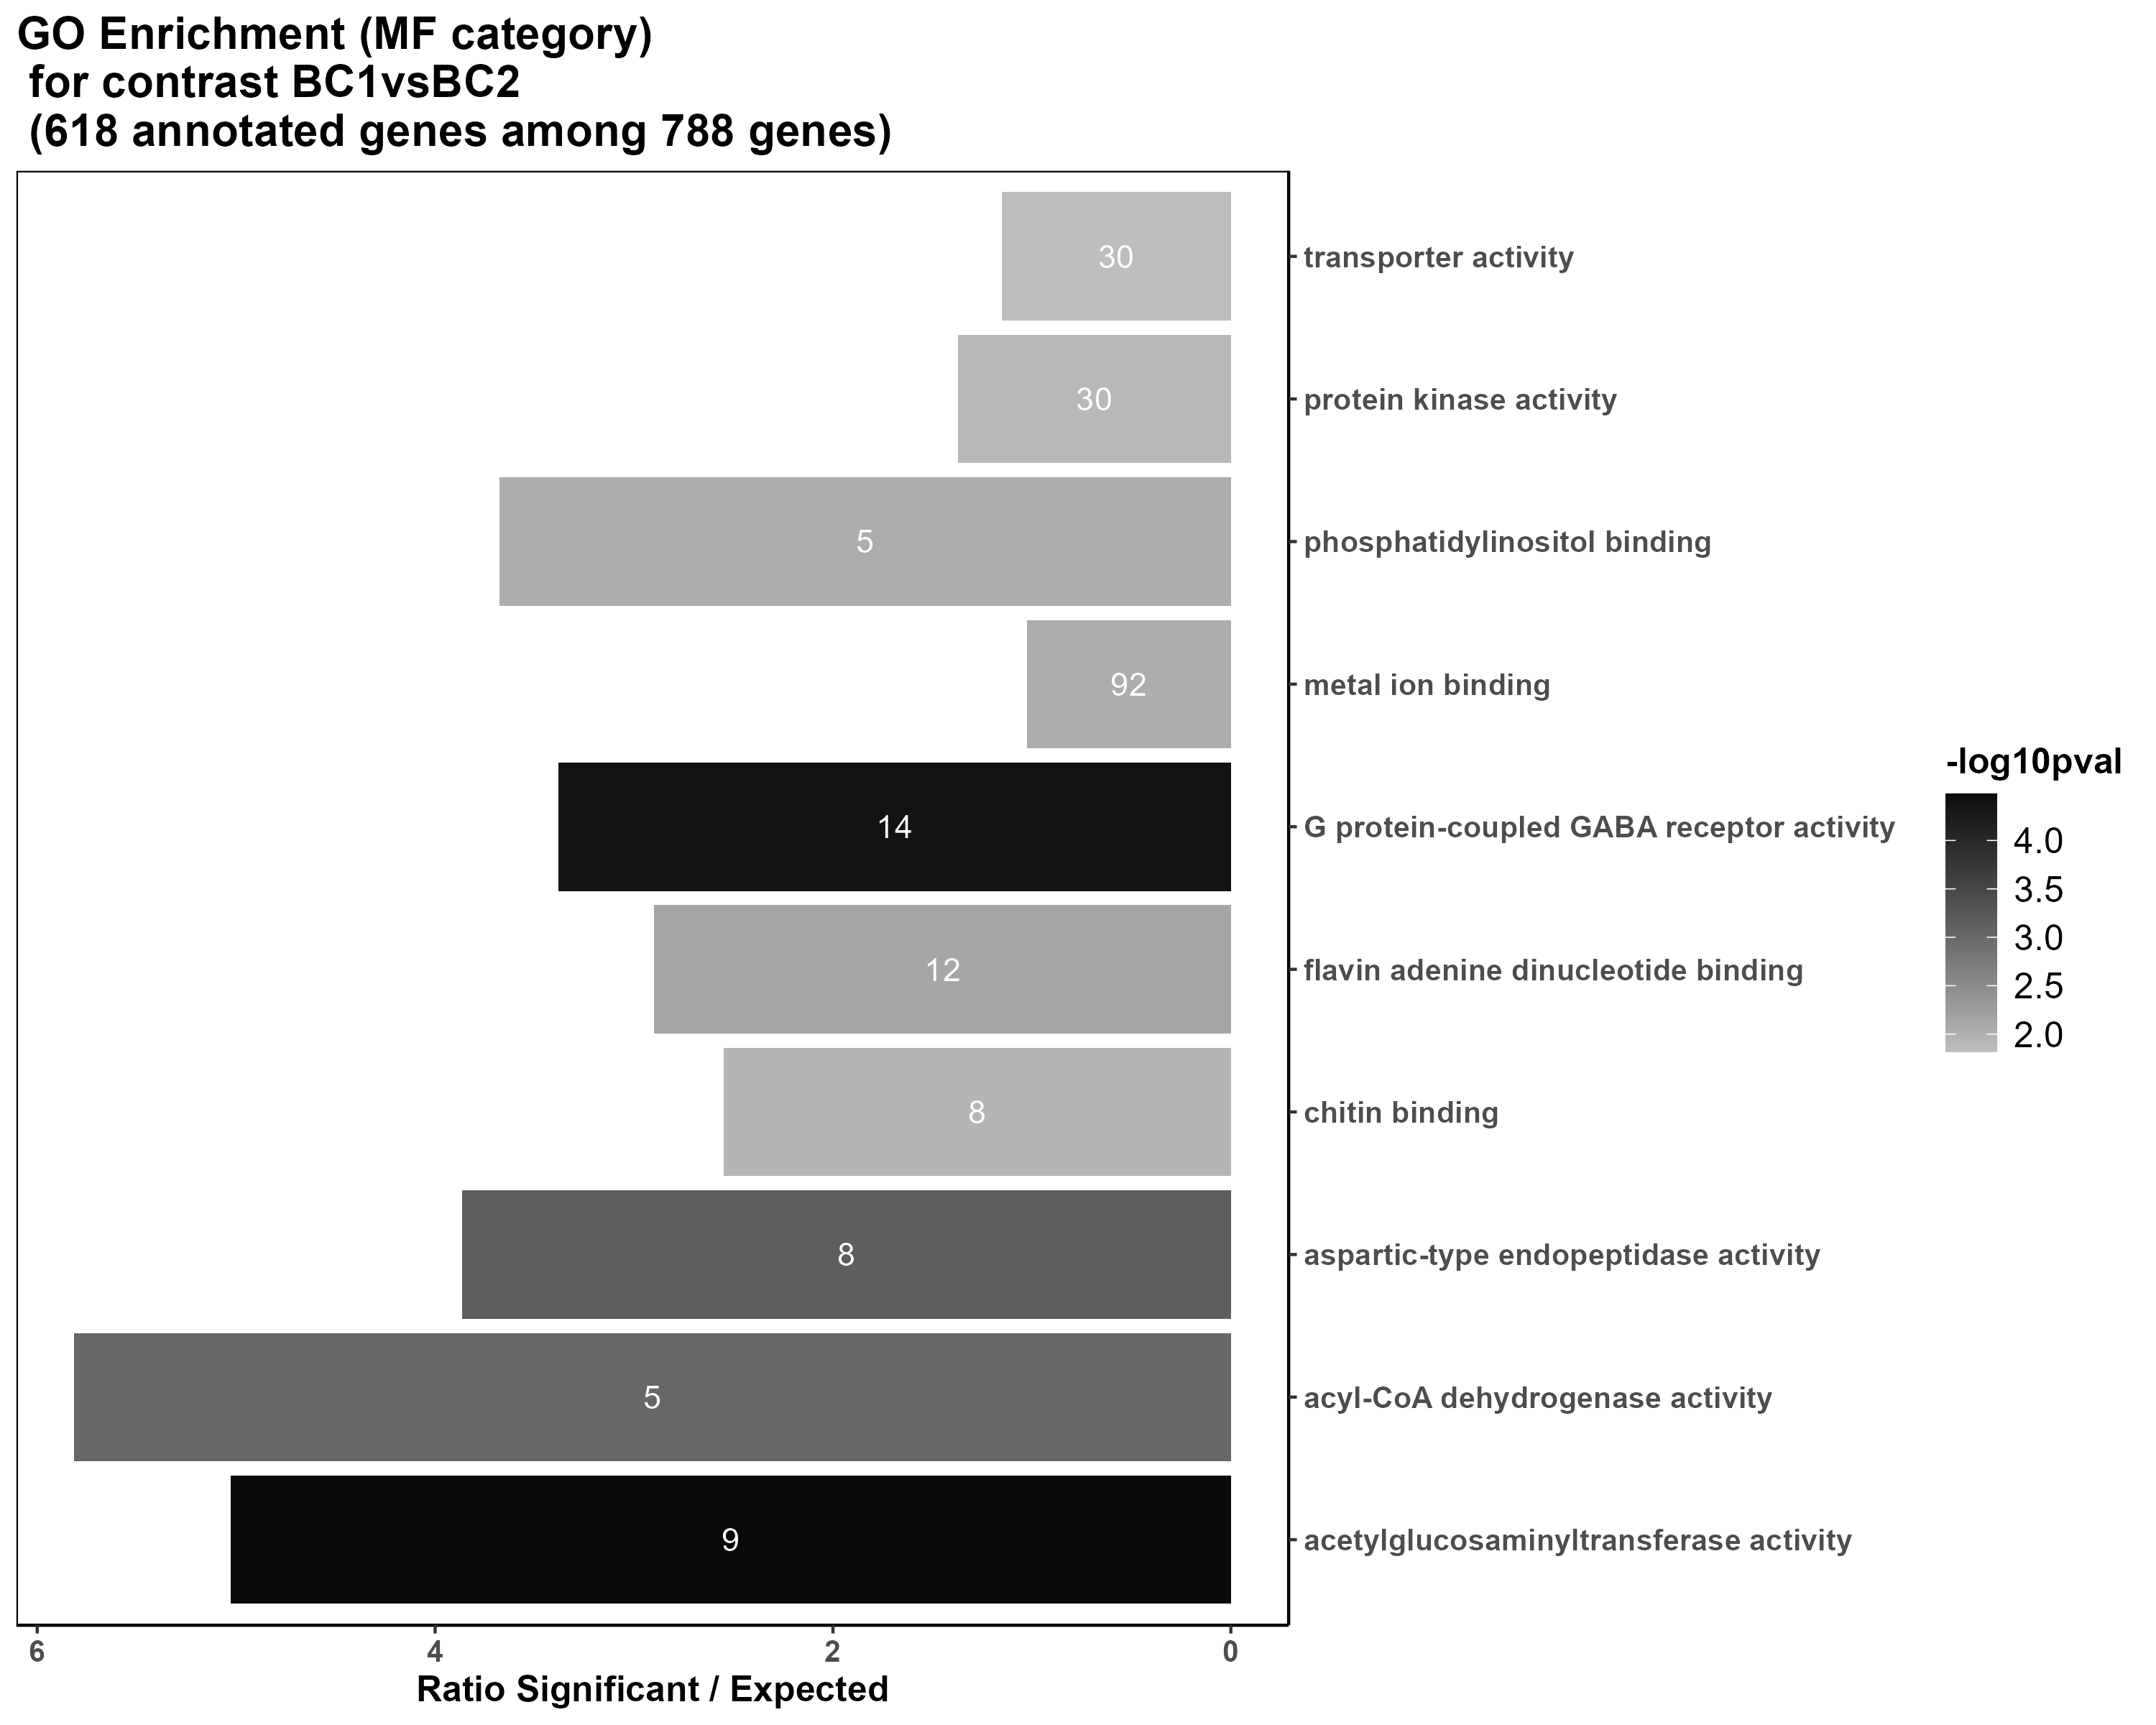 GO Enrichment (MF category)
for contrast BC1vsBC2
(618 annotated genes among 788 genes)
30
transporter activity
30
protein kinase activity
5
phosphatidylinositol binding
92
metal ion binding
14
G protein-coupled GABA receptor activity
12
flavin adenine dinucleotide binding
8
chitin binding
8
aspartic-type endopeptidase activity
5
acyl-CoA dehydrogenase activity
9
acetylglucosaminyltransferase activity
6 4 2 0
Ratio Significant / Expected
-log10pval
4.0
3.5
3.0
2.5
2.0